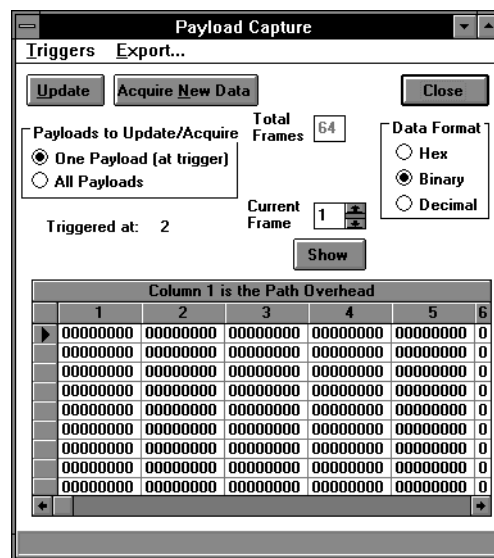 Payload Capture
Triggers Export...
Update Acquire New Data Close
Payloads to Update/Acquire
One Payload (at trigger)
All Payloads
Total Frames 64
Data Format
Hex
Binary
Decimal
Triggered at: 2
Current Frame 1
Show
Column 1 is the Path Overhead
1 2 3 4 5 6
00000000 00000000 00000000 00000000 00000000 0
00000000 00000000 00000000 00000000 00000000 0
00000000 00000000 00000000 00000000 00000000 0
00000000 00000000 00000000 00000000 00000000 0
00000000 00000000 00000000 00000000 00000000 0
00000000 00000000 00000000 00000000 00000000 0
00000000 00000000 00000000 00000000 00000000 0
00000000 00000000 00000000 00000000 00000000 0
00000000 00000000 00000000 00000000 00000000 0